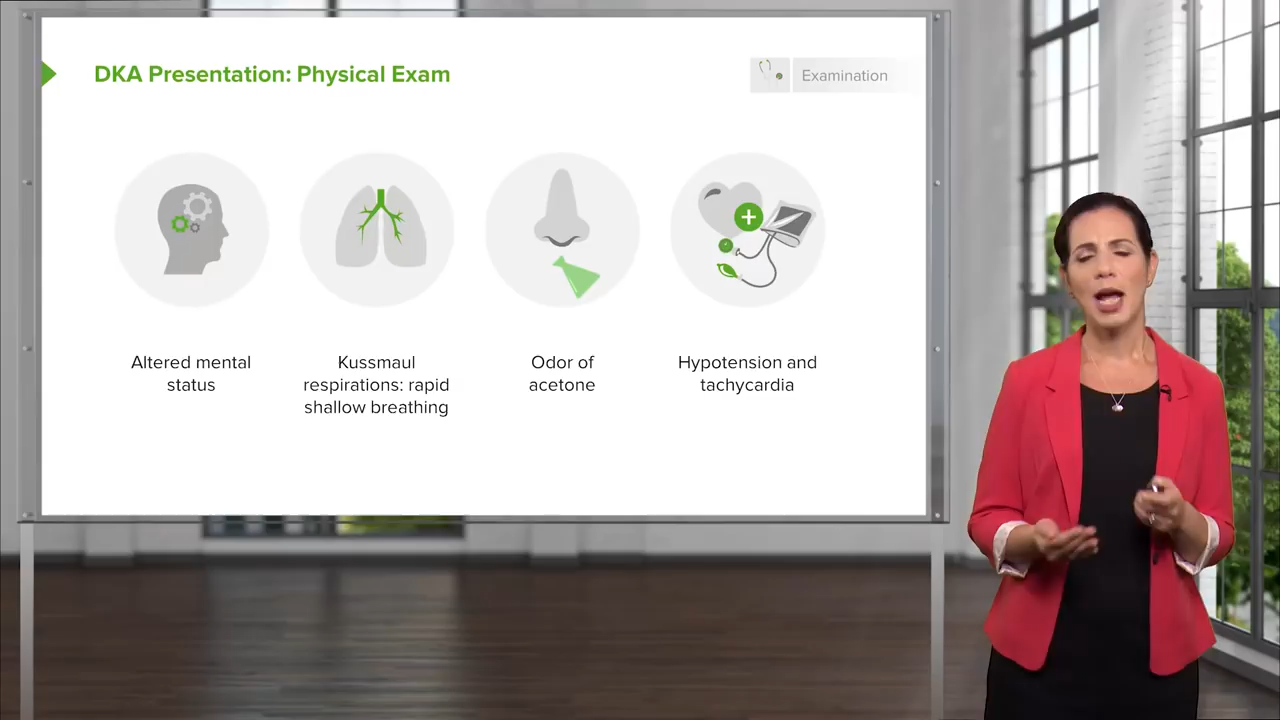 DKA Presentation: Physical Exam
Examination
Altered mental
status
Kussmaul
respirations: rapid
shallow breathing
Odor of
acetone
Hypotension and
tachycardia